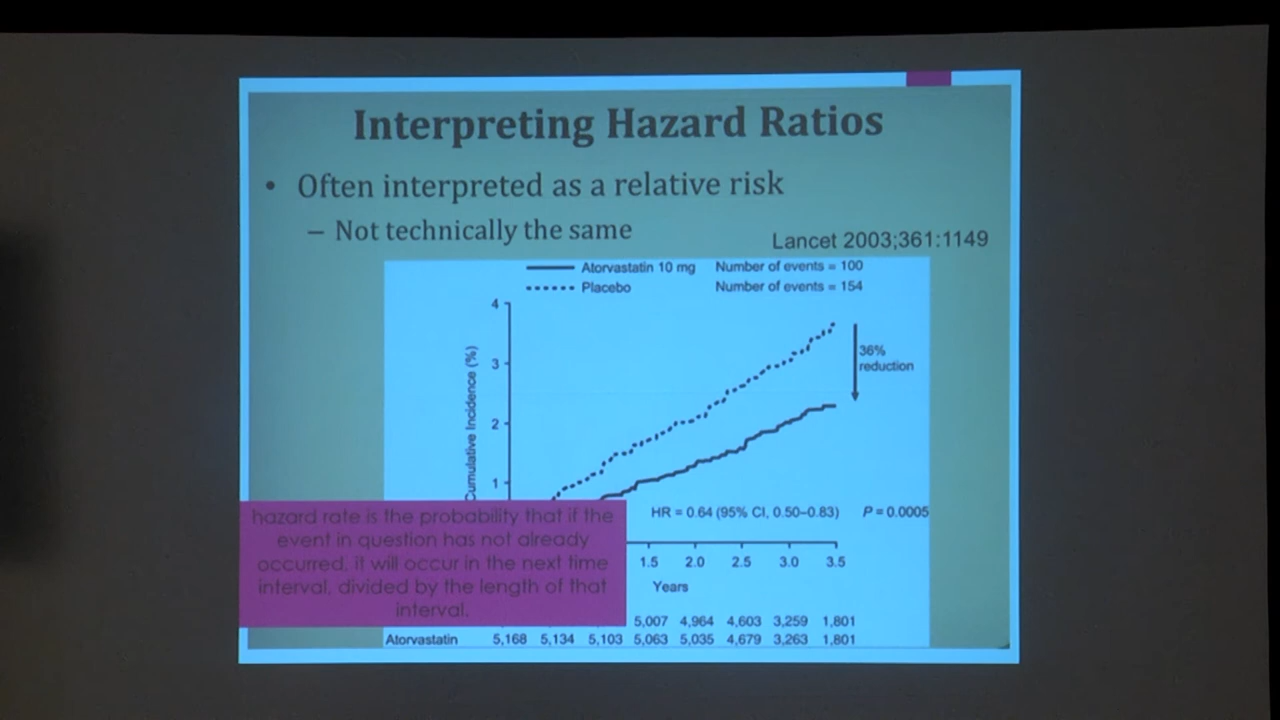 Interpreting Hazard Ratios
• Often interpreted as a relative risk
– Not technically the same
Lancet 2003;361:1149
Atorvastatin 10 mg Number of events = 100
Placebo Number of events = 154
4
3
2
1
Cumulative Incidence (%)
36%
reduction
HR = 0.64 (95% CI, 0.50–0.83) P = 0.0005
hazard rate is the probability that if the
event in question has not already
occurred, it will occur in the next time
interval, divided by the length of that
interval.
1.5 2.0 2.5 3.0 3.5
Years
5,007 4,964 4,603 3,259 1,801
Atorvastatin 5,168 5,134 5,103 5,063 5,035 4,679 3,263 1,801